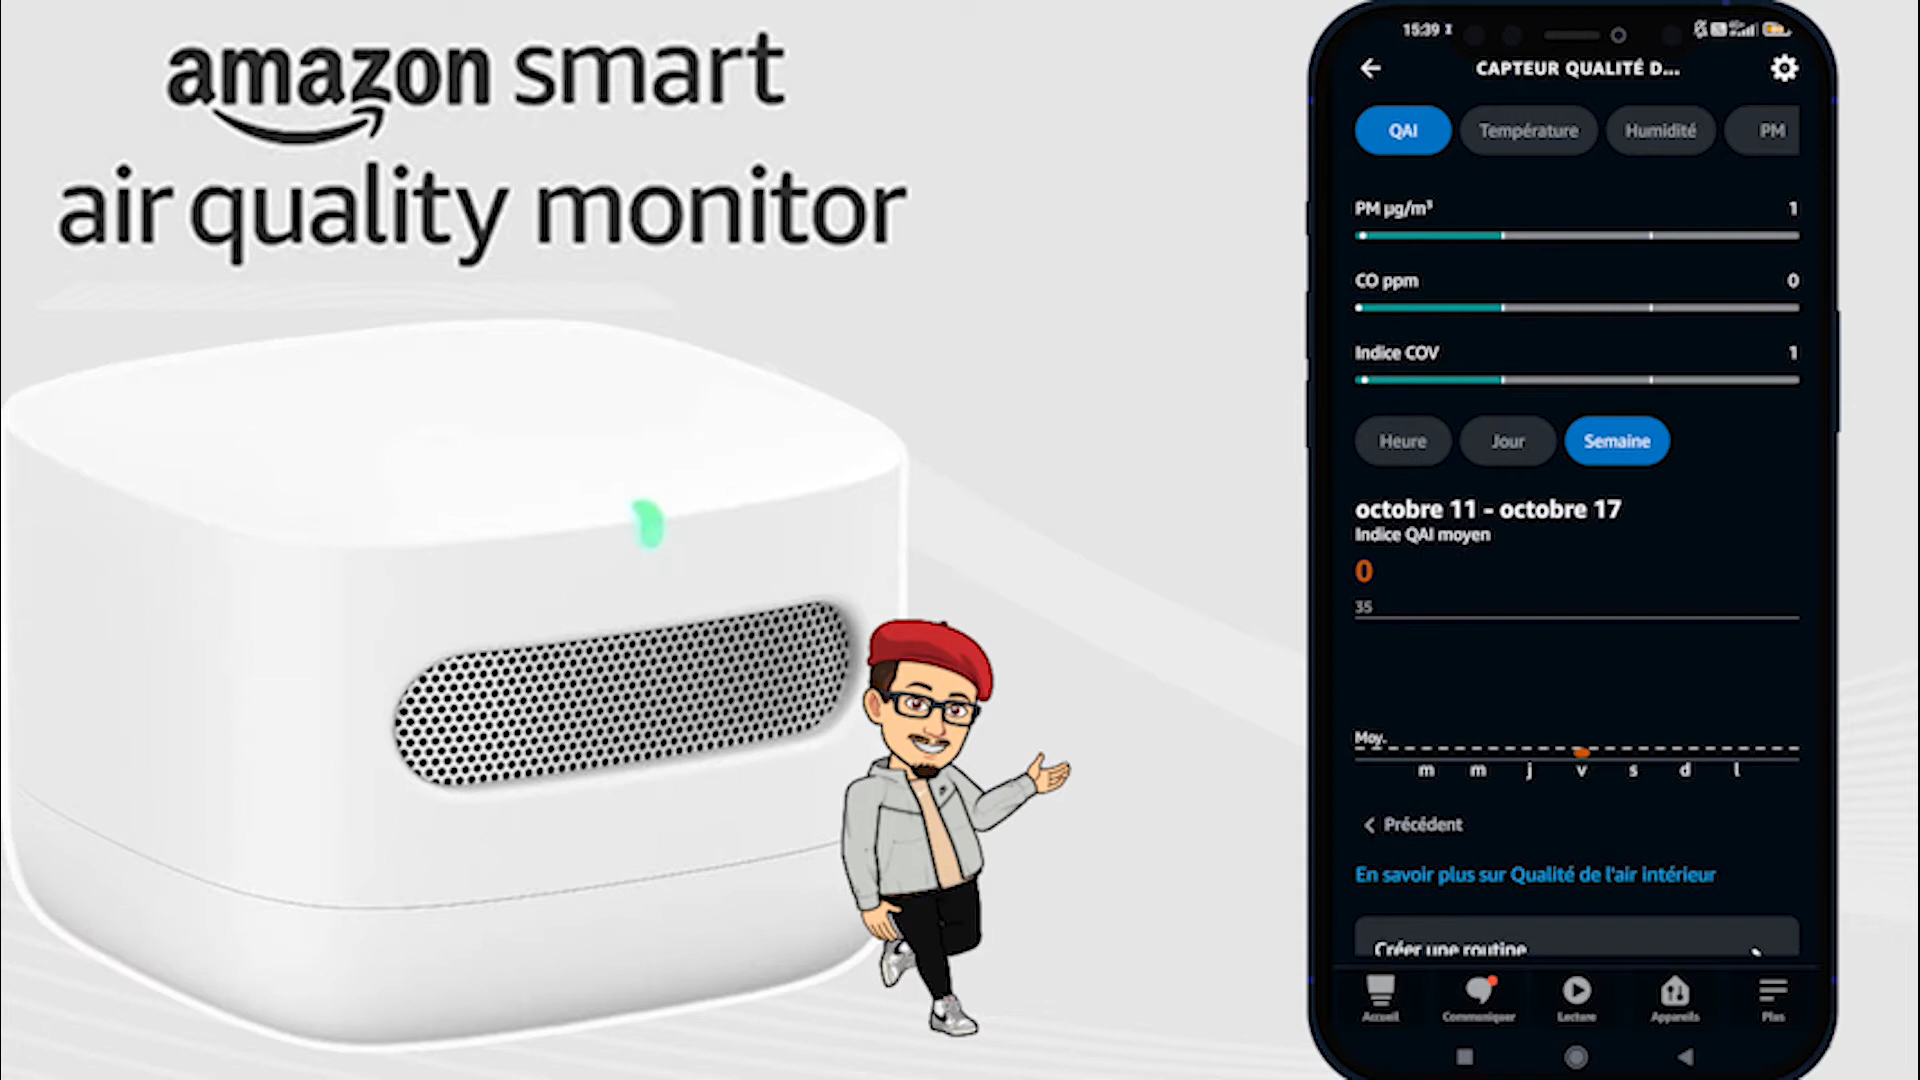 amazon smart
air quality monitor
15:39
CAPTEUR QUALITÉ D...
QAI Température Humidité PM
PM µg/m³ 1
CO ppm 0
Indice COV 1
Heure Jour Semaine
octobre 11 - octobre 17
Indice QAI moyen
0
35
Moy.
m m j v s d l
Précédent
En savoir plus sur Qualité de l'air intérieur
Créer une routine
Accueil Communiquer Lecture Appareils Plus